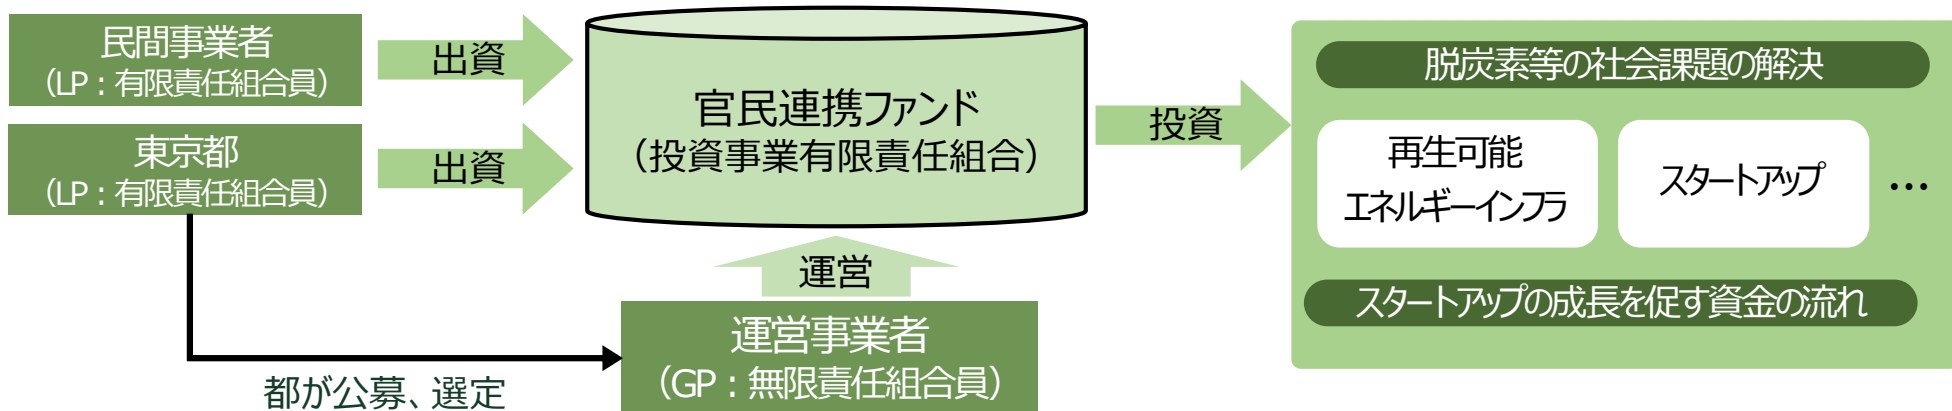 民間事業者
（LP：有限責任組合員）
出資
東京都
（LP：有限責任組合員）
出資
官民連携ファンド
（投資事業有限責任組合）
投資
脱炭素等の社会課題の解決
再生可能
エネルギーインフラ
スタートアップ
…
スタートアップの成長を促す資金の流れ
運営
運営事業者
（GP：無限責任組合員）
都が公募、選定